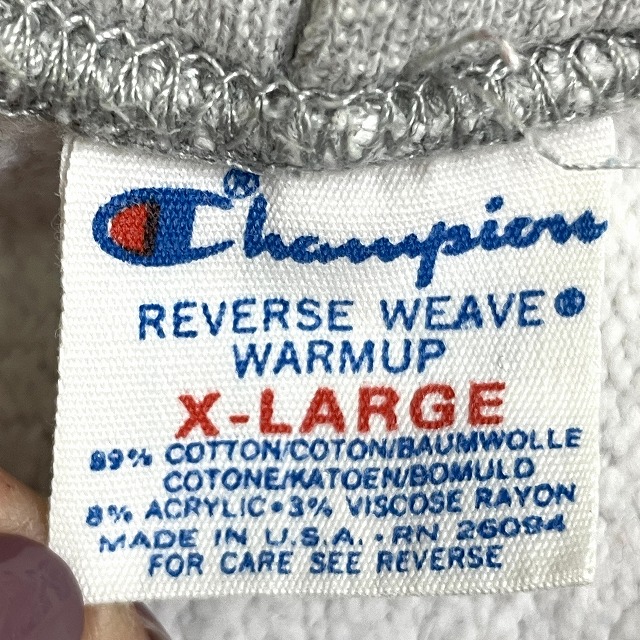 Champion®
REVERSE WEAVE®
WARMUP
X-LARGE
89% COTTON/COTON/BAUMWOLLE
COTONE/KATOEN/BOMULD
8% ACRYLIC•3% VISCOSE RAYON
MADE IN U.S.A. • RN 26094
FOR CARE SEE REVERSE